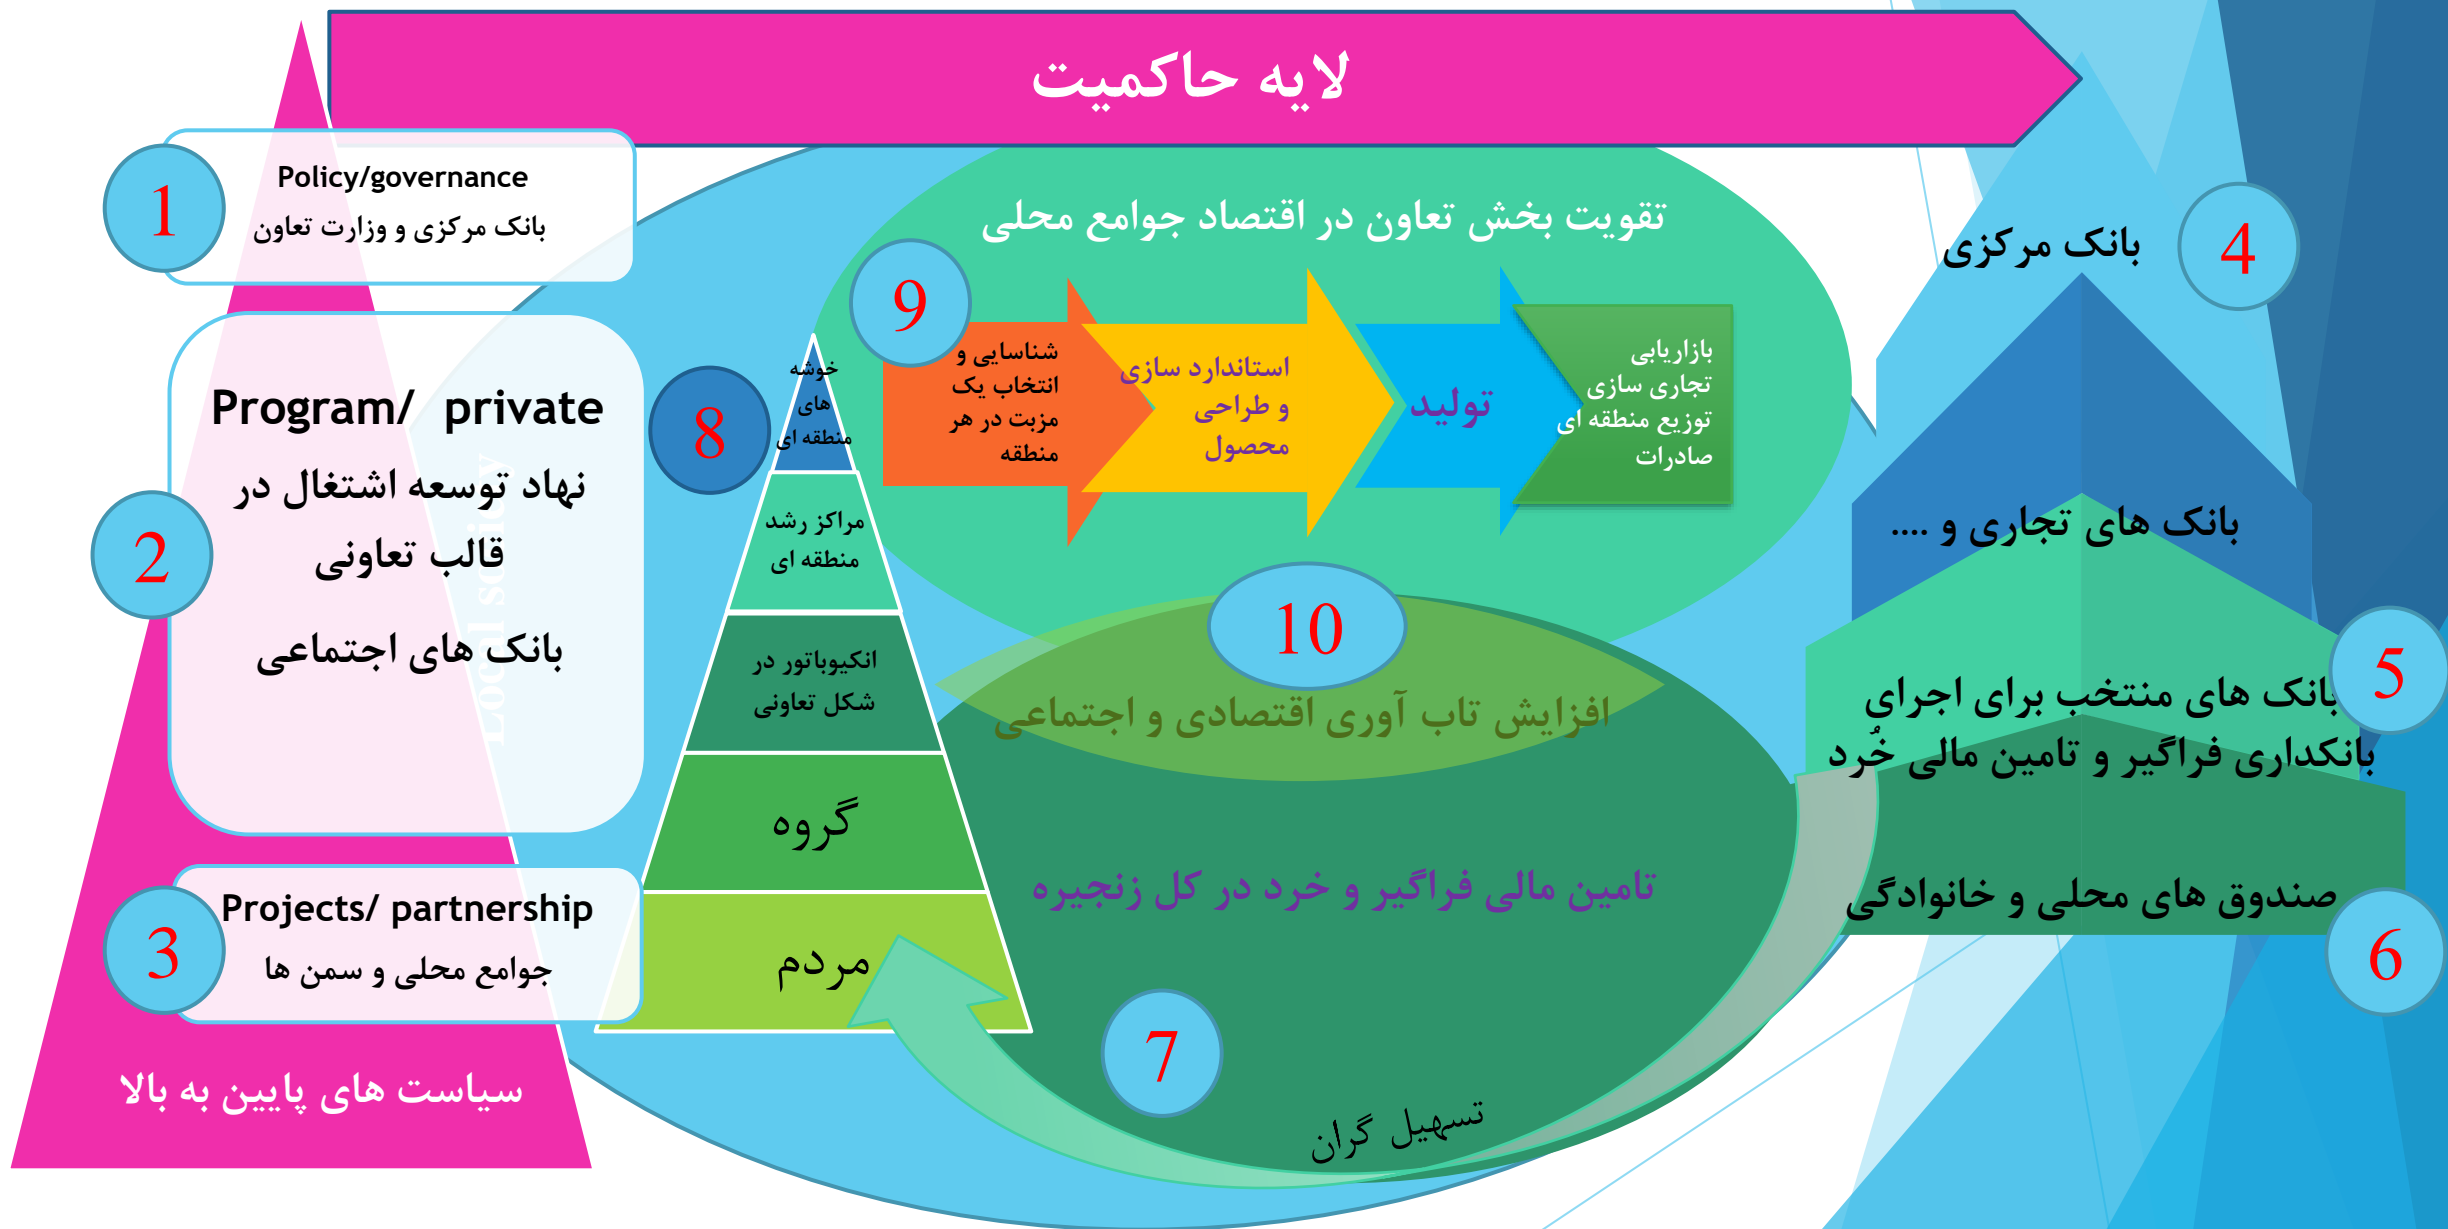 لایه حاکمیت
1
Policy/governance
بانک مرکزی و وزارت تعاون
2
Program/ private
نهاد توسعه اشتغال در
قالب تعاونی
بانک های اجتماعی
Local society
3
Projects/ partnership
جوامع محلی و سمن ها
سیاست های پایین به بالا
تقویت بخش تعاون در اقتصاد جوامع محلی
9
شناسایی و
انتخاب یک
مزبت در هر
منطقه
استاندارد سازی
و طراحی
محصول
تولید
بازاریابی
تجاری سازی
توزیع منطقه ای
صادرات
8
خوشه
های
منطقه ای
مراکز رشد
منطقه ای
انکیوباتور در
شکل تعاونی
گروه
مردم
10
افزایش تاب آوری اقتصادی و اجتماعی
تامین مالی فراگیر و خرد در کل زنجیره
7
تسهیل گران
4
بانک مرکزی
بانک های تجاری و ....
5
بانک های منتخب برای اجرای
بانکداری فراگیر و تامین مالی خُرد
صندوق های محلی و خانوادگی
6